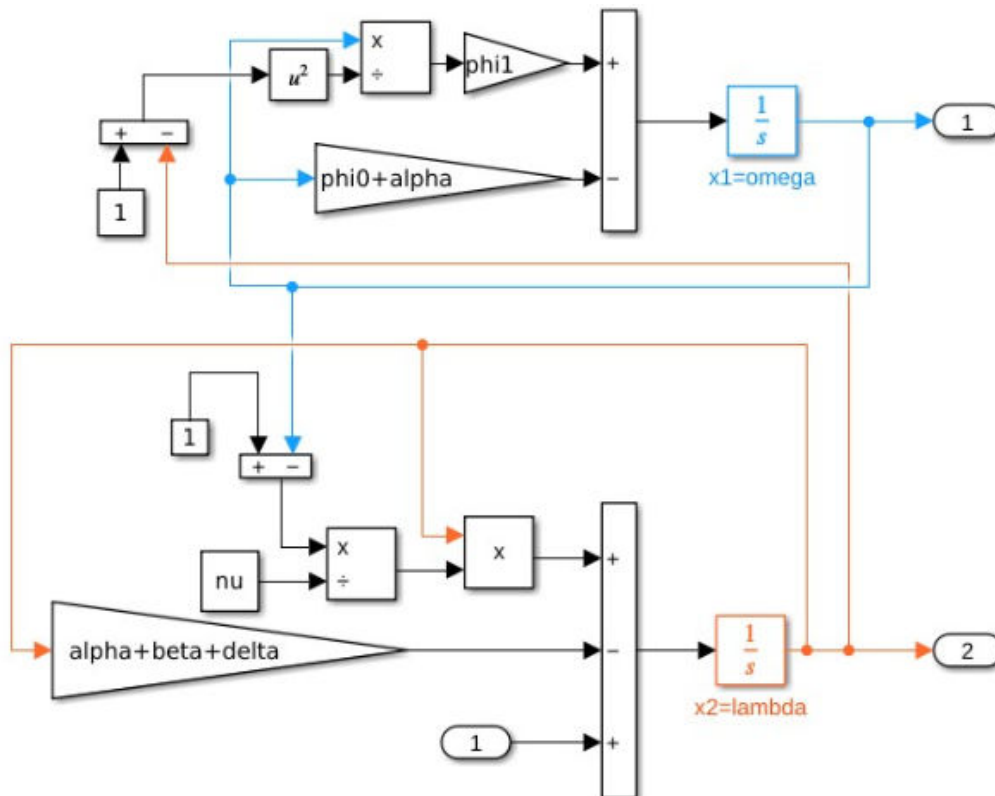 x
÷
u²
phi1
+
+ −
1
phi0+alpha
−
1
s
x1=omega
1
1
+ −
x
÷
nu
x
+
alpha+beta+delta
−
1
s
x2=lambda
2
1
+